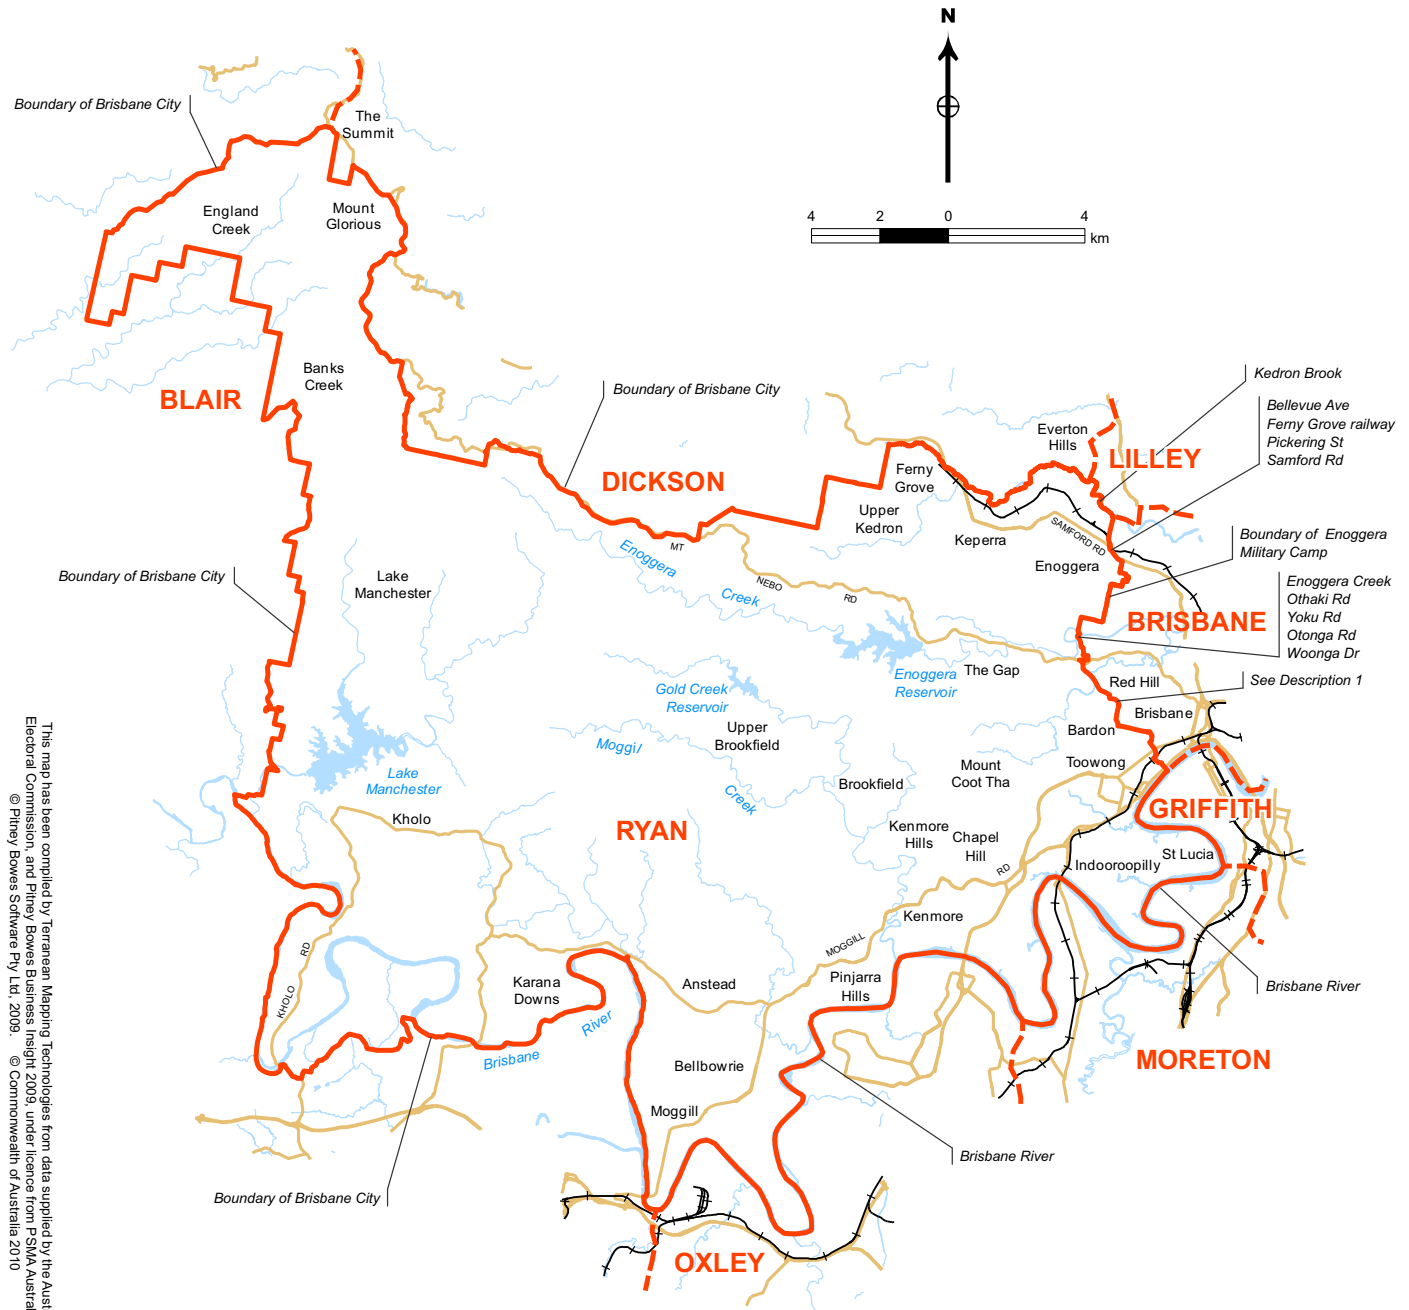 N
4 2 0 4
km
Boundary of Brisbane City
The
Summit
England
Creek
Mount
Glorious
Banks
Creek
BLAIR
Boundary of Brisbane City
DICKSON
Kedron Brook
Bellevue Ave
Ferny Grove railway
Pickering St
Samford Rd
Everton
Hills
LILLEY
Ferny
Grove
Upper
Kedron
Keperra
SAMFORD RD
Enoggera
Boundary of Enoggera
Military Camp
MT
NEBO
RD
Enoggera
Creek
Boundary of Brisbane City
Lake
Manchester
BRISBANE
Enoggera Creek
Othaki Rd
Yoku Rd
Otonga Rd
Woonga Dr
Enoggera
Reservoir
The Gap
Red Hill
See Description 1
Gold Creek
Reservoir
Upper
Brookfield
Brisbane
Bardon
Moggil
Creek
Lake
Manchester
Mount
Coot Tha
Toowong
Brookfield
GRIFFITH
Kholo
RYAN
Kenmore
Hills
Chapel
Hill
RD
Indooroopilly
St Lucia
Kenmore
MOGGILL
KHOLO
RD
Karana
Downs
Anstead
Pinjarra
Hills
Brisbane River
Brisbane
River
MORETON
Bellbowrie
Moggill
Brisbane River
Boundary of Brisbane City
OXLEY
This map has been compiled by Terranean Mapping Technologies from data supplied by the Aust
Electoral Commission, and Pitney Bowes Business Insight 2009, under licence from PSMA Austral
© Pitney Bowes Software Pty Ltd, 2009. © Commonwealth of Australia 2010